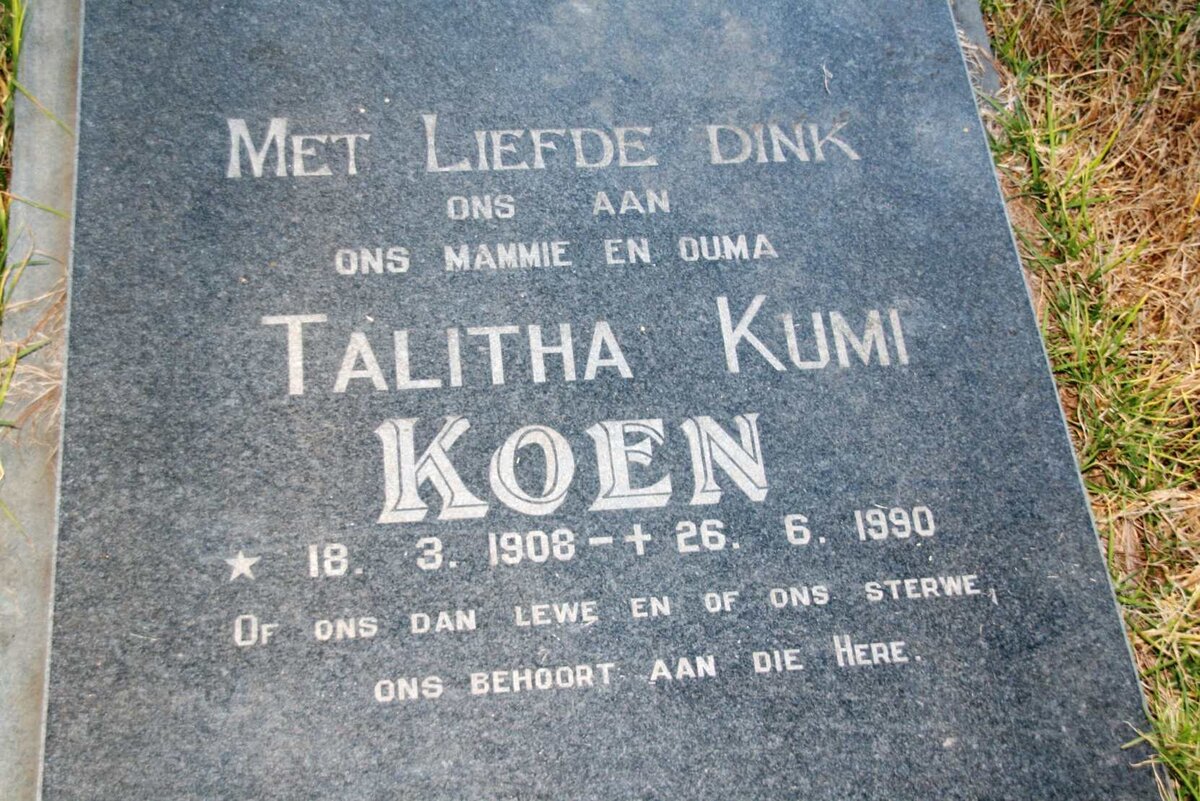 Met Liefde dink
ons aan
ons mammie en ouma
Talitha Kumi
KOEN
★ 18. 3. 1908 – ✝ 26. 6. 1990
Of ons dan lewe en of ons sterwe,
ons behoort aan die Here.